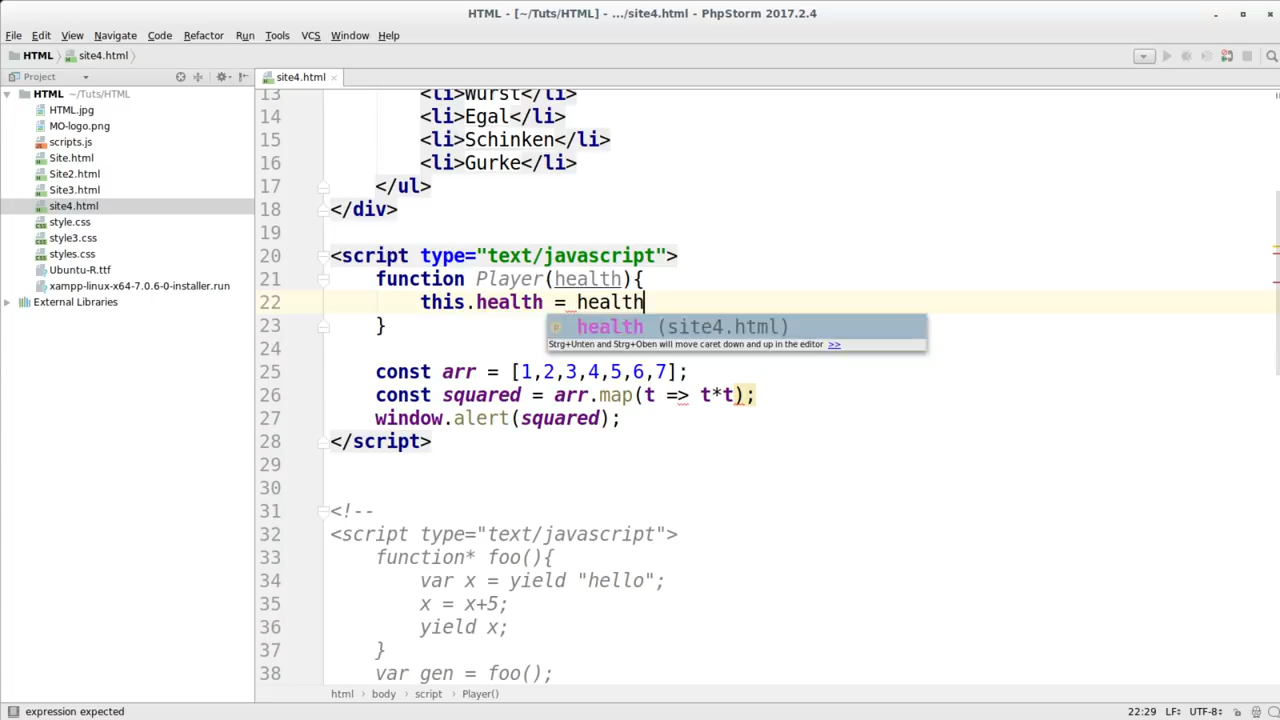 HTML - [~/Tuts/HTML] - .../site4.html - PhpStorm 2017.2.4
File Edit View Navigate Code Refactor Run Tools VCS Window Help
HTML site4.html
Project
site4.html
HTML ~/Tuts/HTML
HTML.jpg
MO-logo.png
scripts.js
Site.html
Site2.html
Site3.html
site4.html
style.css
style3.css
styles.css
Ubuntu-R.ttf
xampp-linux-x64-7.0.6-0-installer.run
External Libraries
13 <li>Wurst</li>
14 <li>Egal</li>
15 <li>Schinken</li>
16 <li>Gurke</li>
17 </ul>
18 </div>
19
20 <script type="text/javascript">
21 function Player(health){
22 this.health = health
health (site4.html)
Strg+Unten and Strg+Oben will move caret down and up in the editor >>
23 }
24
25 const arr = [1,2,3,4,5,6,7];
26 const squared = arr.map(t => t*t);
27 window.alert(squared);
28 </script>
29
30
31 <!--
32 <script type="text/javascript">
33 function* foo(){
34 var x = yield "hello";
35 x = x+5;
36 yield x;
37 }
38 var gen = foo();
html body script Player()
expression expected
22:29 LF÷ UTF-8÷